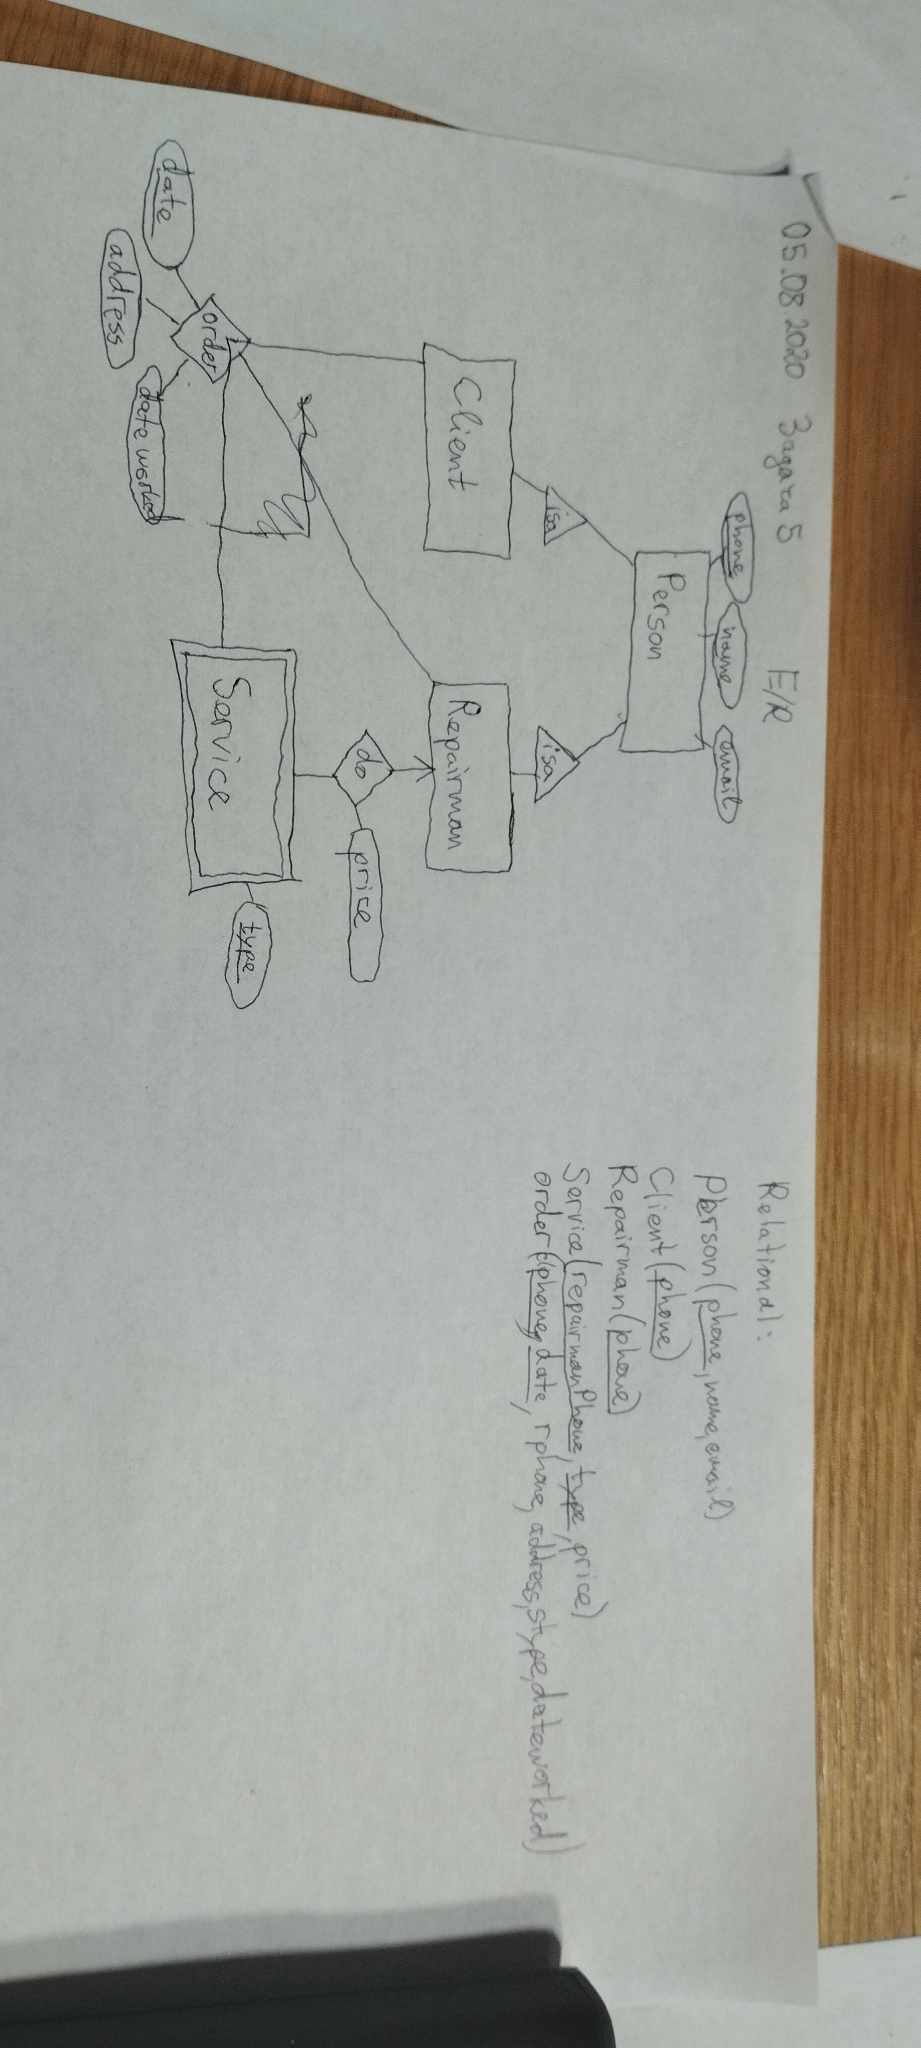 05.08.2020 Задача 5
E/R
phone
name
email
Person
isa
isa
Client
Repairman
order
do
price
date
address
date worked
Service
type
Relational:
Person(phone, name, email)
Client(phone)
Repairman(phone)
Service(repairmanPhone, type, price)
order(phone, date, rphone, address, stype, dateworked)